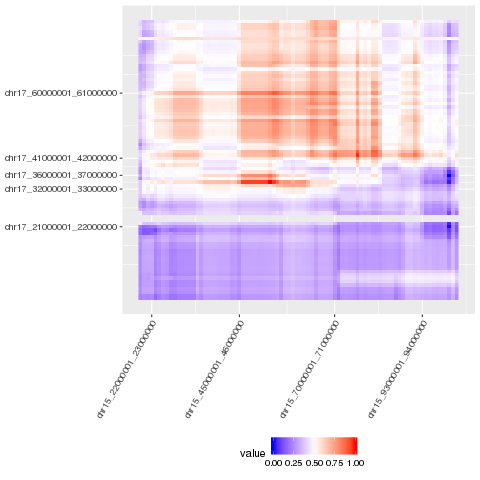 chr17_60000001_61000000
chr17_41000001_42000000
chr17_36000001_37000000
chr17_32000001_33000000
chr17_21000001_22000000
chr15_22000001_23000000
chr15_45000001_46000000
chr15_70000001_71000000
chr15_93000001_94000000
value
0.00 0.25 0.50 0.75 1.00